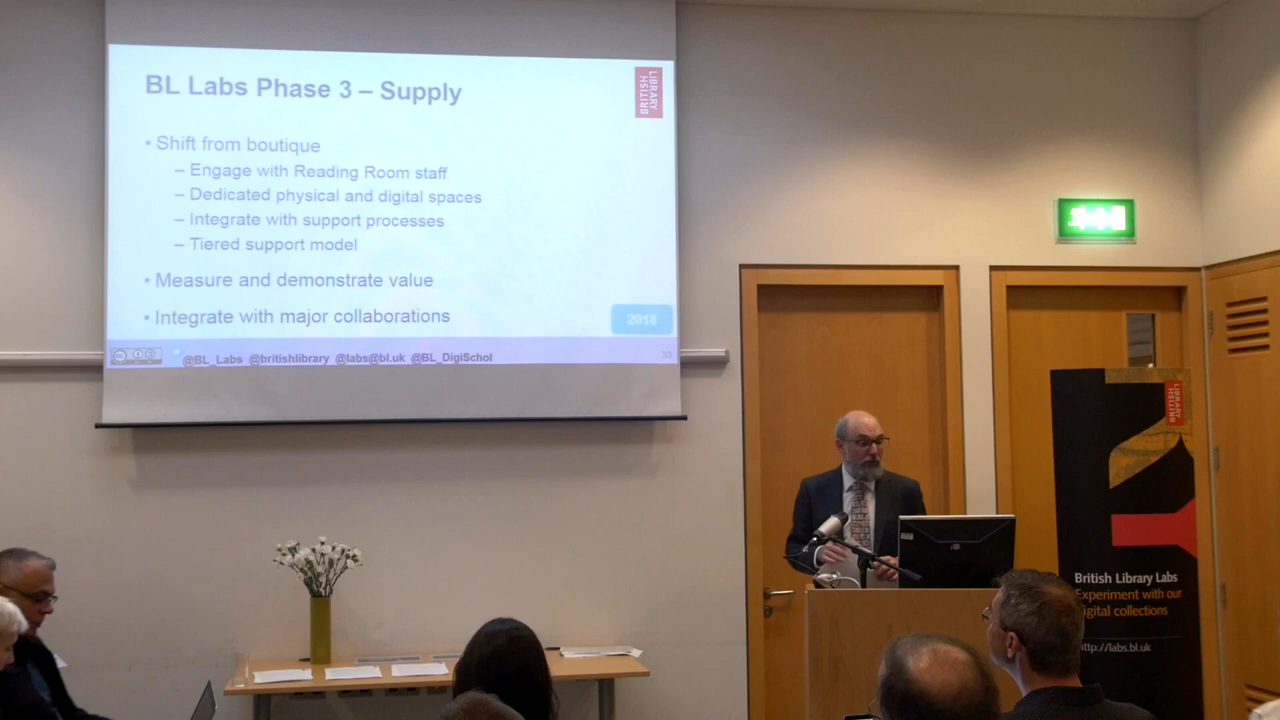 BL Labs Phase 3 – Supply
BRITISH
LIBRARY
• Shift from boutique
– Engage with Reading Room staff
– Dedicated physical and digital spaces
– Integrate with support processes
– Tiered support model
• Measure and demonstrate value
• Integrate with major collaborations
2018
@BL_Labs @britishlibrary @labs@bl.uk @BL_DigiSchol
33
BRITISH
LIBRARY
British Library Labs
Experiment with our
digital collections
http://labs.bl.uk